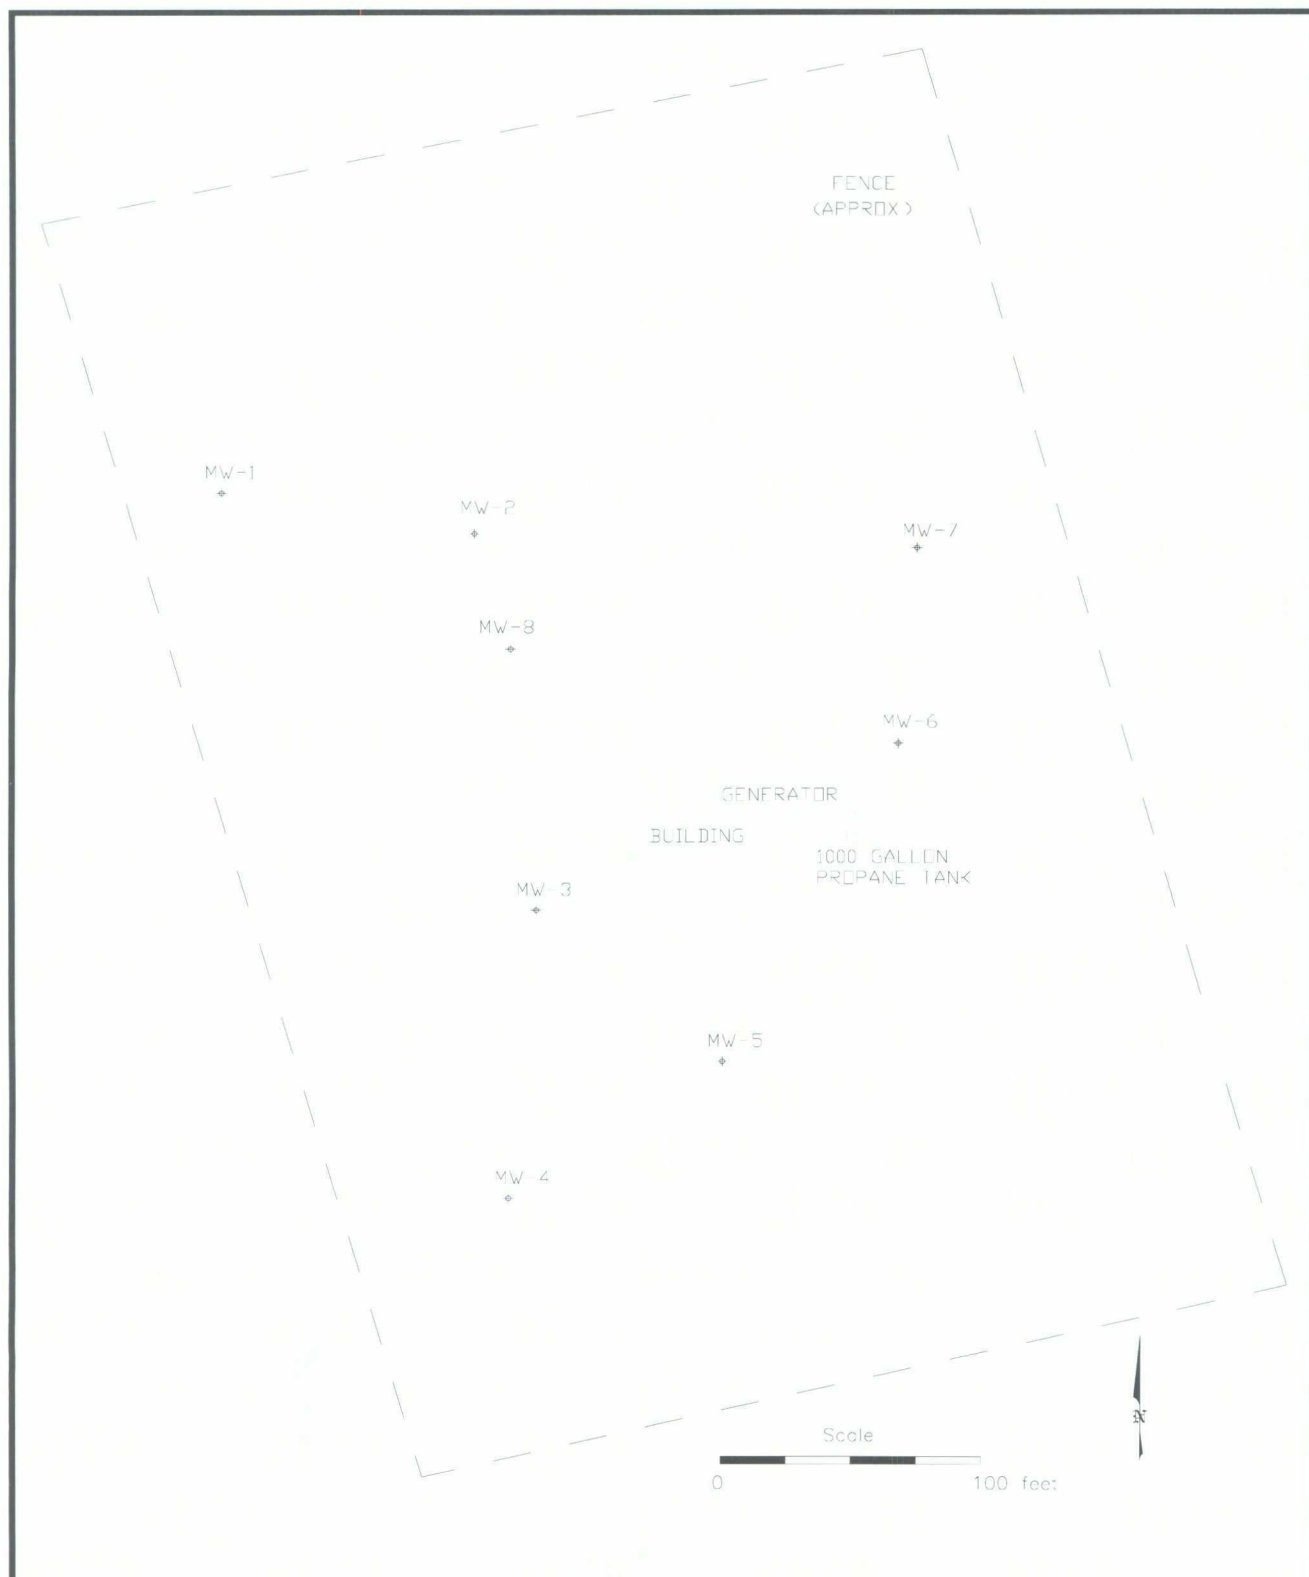 FENCE
(APPROX)
MW-1
MW-2
MW-7
MW-8
MW-6
GENERATOR
BUILDING
1000 GALLON
PROPANE TANK
MW-3
MW-5
MW-4
N
Scale
0 100 feet